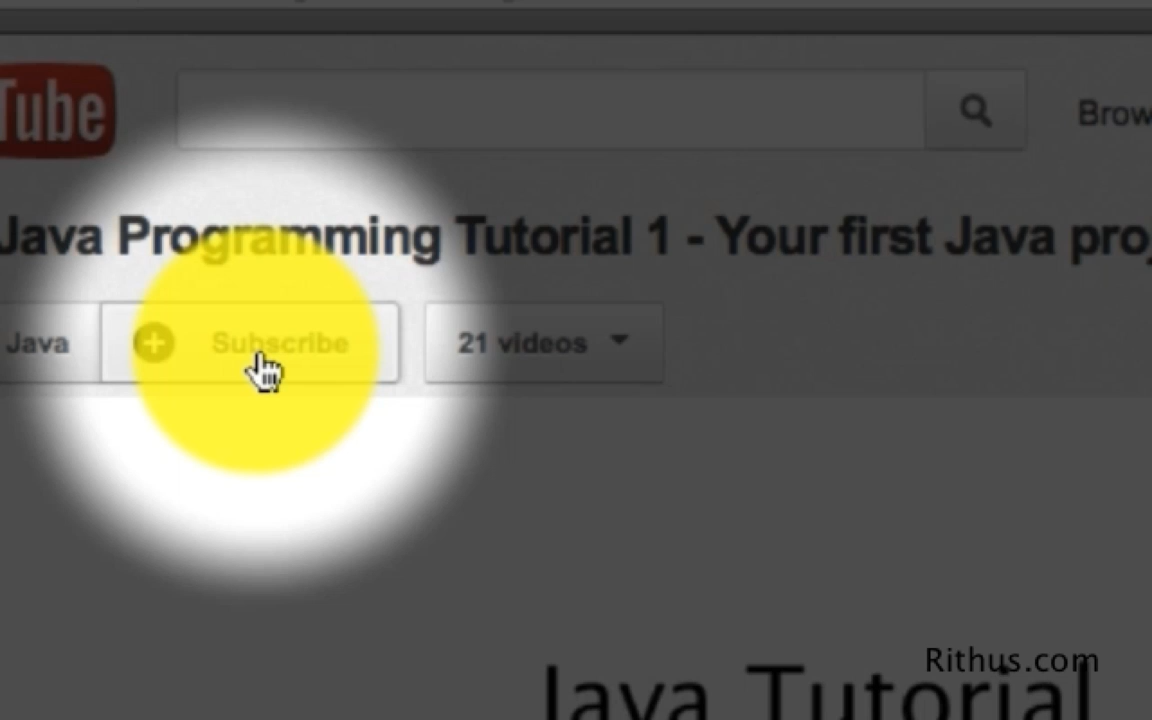 Tube
Brow
Java Programming Tutorial 1 - Your first Java pro
Java
Subscribe
21 videos
Rithus.com
Java Tutorial